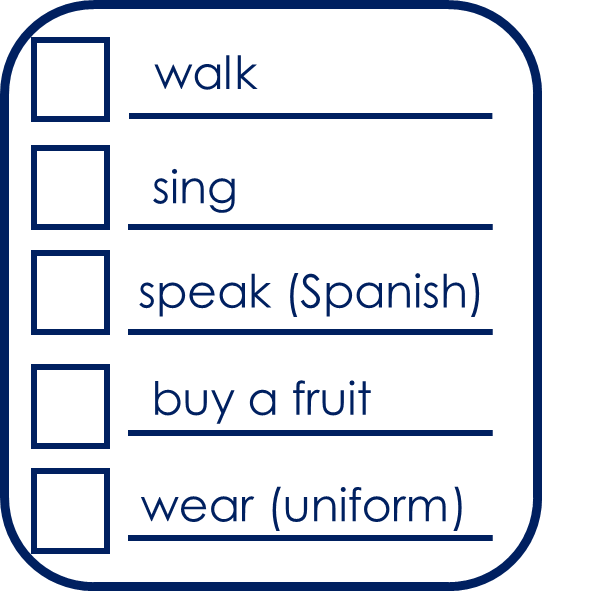 walk
sing
speak (Spanish)
buy a fruit
wear (uniform)